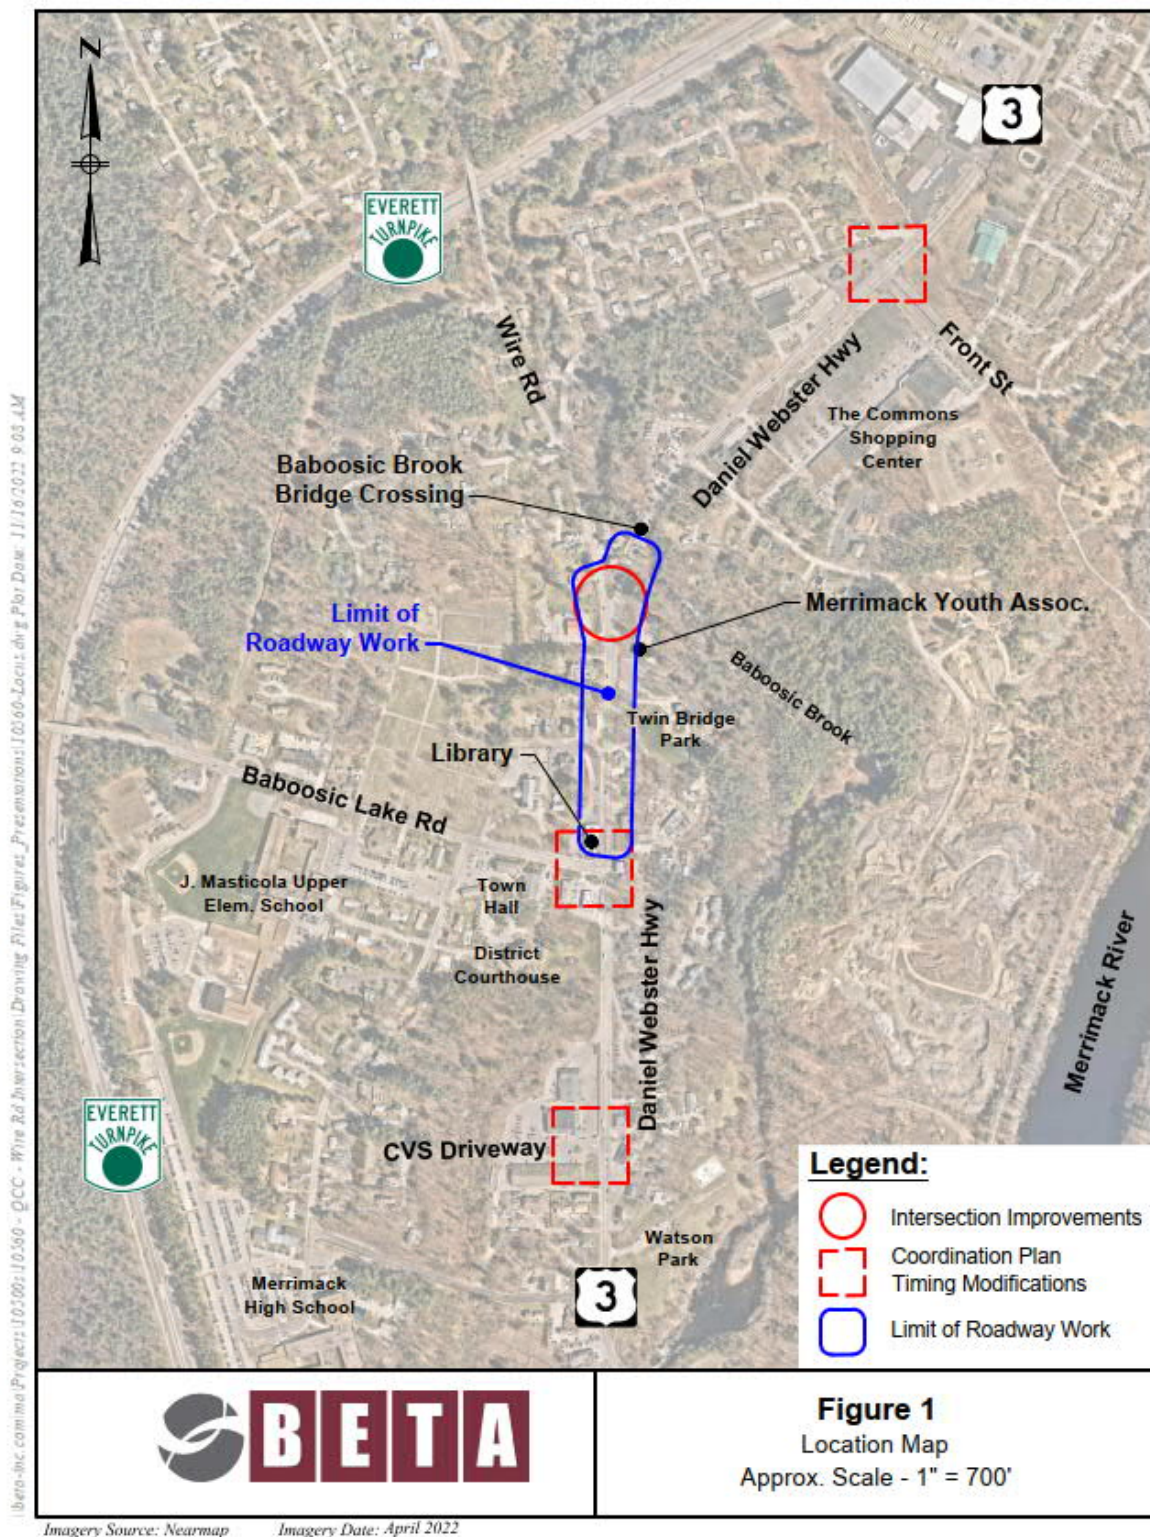 N
3
EVERETT
TURNPIKE
Wire Rd
Daniel Webster Hwy
Front St
The Commons
Shopping
Center
Baboosic Brook
Bridge Crossing
Merrimack Youth Assoc.
Limit of
Roadway Work
Baboosic Brook
Twin Bridge
Park
Library
Baboosic Lake Rd
J. Masticola Upper
Elem. School
Town
Hall
District
Courthouse
Daniel Webster Hwy
Merrimack River
EVERETT
TURNPIKE
CVS Driveway
Watson
Park
Merrimack
High School
3
Legend:
Intersection Improvements
Coordination Plan
Timing Modifications
Limit of Roadway Work
BETA
Figure 1
Location Map
Approx. Scale - 1" = 700'
Imagery Source: Nearmap Imagery Date: April 2022